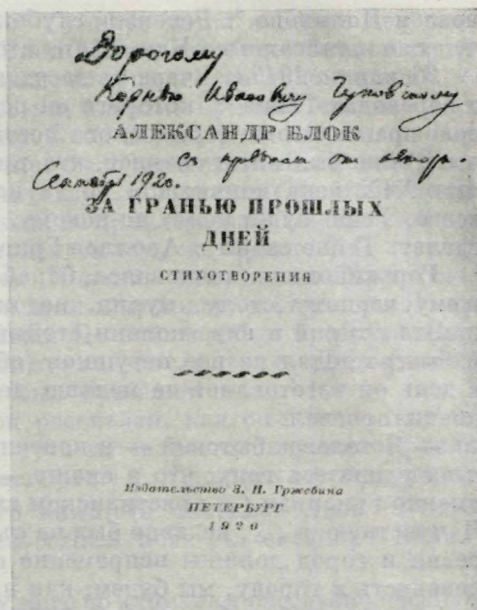 Дорогому
Корнею Ивановичу Чуковскому
АЛЕКСАНДР БЛОК
с приветом от автора.
Сентябрь 1920.
ЗА ГРАНЬЮ ПРОШЛЫХ
ДНЕЙ
СТИХОТВОРЕНИЯ
Издательство З. И. Гржебина
ПЕТЕРБУРГ
1920